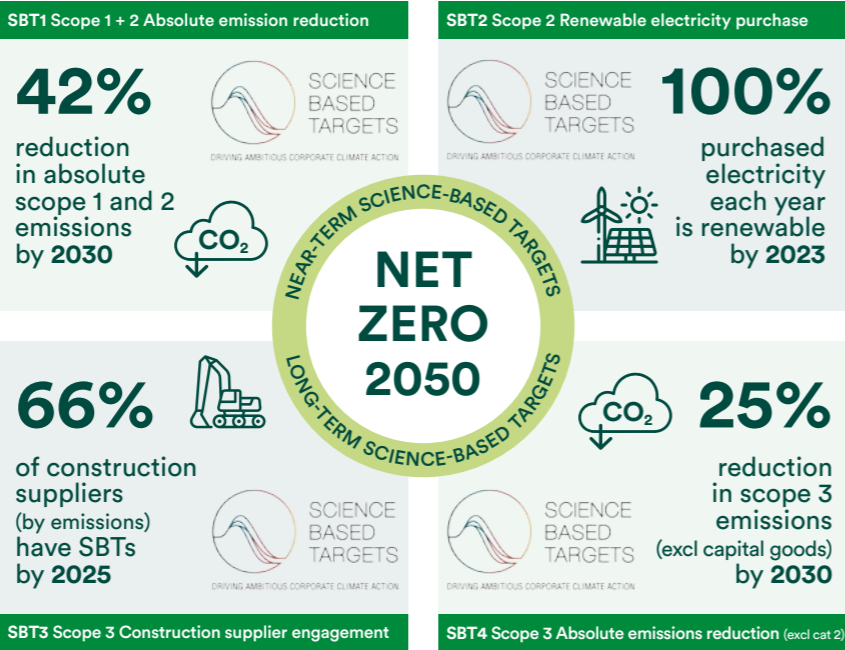 SBT1 Scope 1 + 2 Absolute emission reduction
42%
reduction
in absolute
scope 1 and 2
emissions
by 2030
SCIENCE
BASED
TARGETS
DRIVING AMBITIOUS CORPORATE CLIMATE ACTION
CO2
SBT2 Scope 2 Renewable electricity purchase
SCIENCE
BASED
TARGETS
DRIVING AMBITIOUS CORPORATE CLIMATE ACTION
100%
purchased
electricity
each year
is renewable
by 2023
NEAR-TERM SCIENCE-BASED TARGETS
NET
ZERO
2050
LONG-TERM SCIENCE-BASED TARGETS
66%
of construction
suppliers
(by emissions)
have SBTs
by 2025
SCIENCE
BASED
TARGETS
DRIVING AMBITIOUS CORPORATE CLIMATE ACTION
SBT3 Scope 3 Construction supplier engagement
CO2
25%
reduction
in scope 3
emissions
(excl capital goods)
by 2030
SCIENCE
BASED
TARGETS
DRIVING AMBITIOUS CORPORATE CLIMATE ACTION
SBT4 Scope 3 Absolute emissions reduction (excl cat 2)